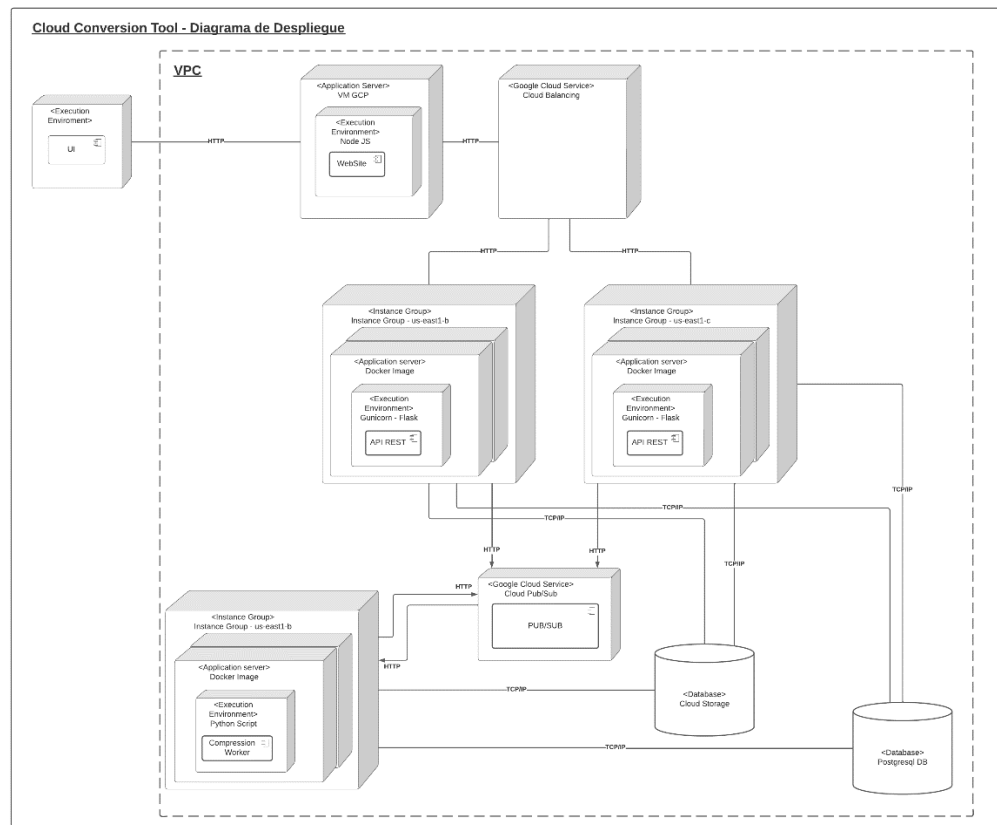 Cloud Conversion Tool - Diagrama de Despliegue
VPC
<Execution
Enviroment>
UI
HTTP
<Application Server>
VM GCP
<Execution
Environment>
Node JS
WebSite
HTTP
<Google Cloud Service>
Cloud Balancing
HTTP
HTTP
<Instance Group>
Instance Group - us-east1-b
<Application server>
Docker Image
<Execution
Environment>
Gunicorn - Flask
API REST
<Instance Group>
Instance Group - us-east1-c
<Application server>
Docker Image
<Execution
Environment>
Gunicorn - Flask
API REST
TCP/IP
TCP/IP
TCP/IP
HTTP
HTTP
TCP/IP
<Google Cloud Service>
Cloud Pub/Sub
PUB/SUB
HTTP
HTTP
<Instance Group>
Instance Group - us-east1-b
<Application server>
Docker Image
<Execution
Environment>
Python Script
Compression
Worker
TCP/IP
<Database>
Cloud Storage
TCP/IP
<Database>
Postgresql DB